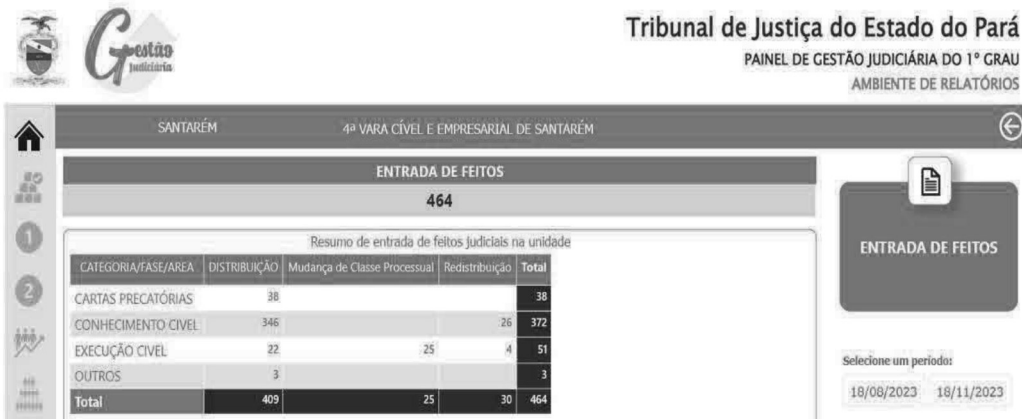 Gestão
Judiciária
Tribunal de Justiça do Estado do Pará
PAINEL DE GESTÃO JUDICIÁRIA DO 1º GRAU
AMBIENTE DE RELATÓRIOS
SANTARÉM 4ª VARA CÍVEL E EMPRESARIAL DE SANTARÉM
ENTRADA DE FEITOS
464
Resumo de entrada de feitos judiciais na unidade
CATEGORIA/FASE/AREA DISTRIBUIÇÃO Mudança de Classe Processual Redistribuição Total
CARTAS PRECATÓRIAS 38 38
CONHECIMENTO CIVEL 346 26 372
EXECUÇÃO CIVEL 22 25 4 51
OUTROS 3 3
Total 409 25 30 464
1
2
ENTRADA DE FEITOS
Selecione um período:
18/08/2023 18/11/2023